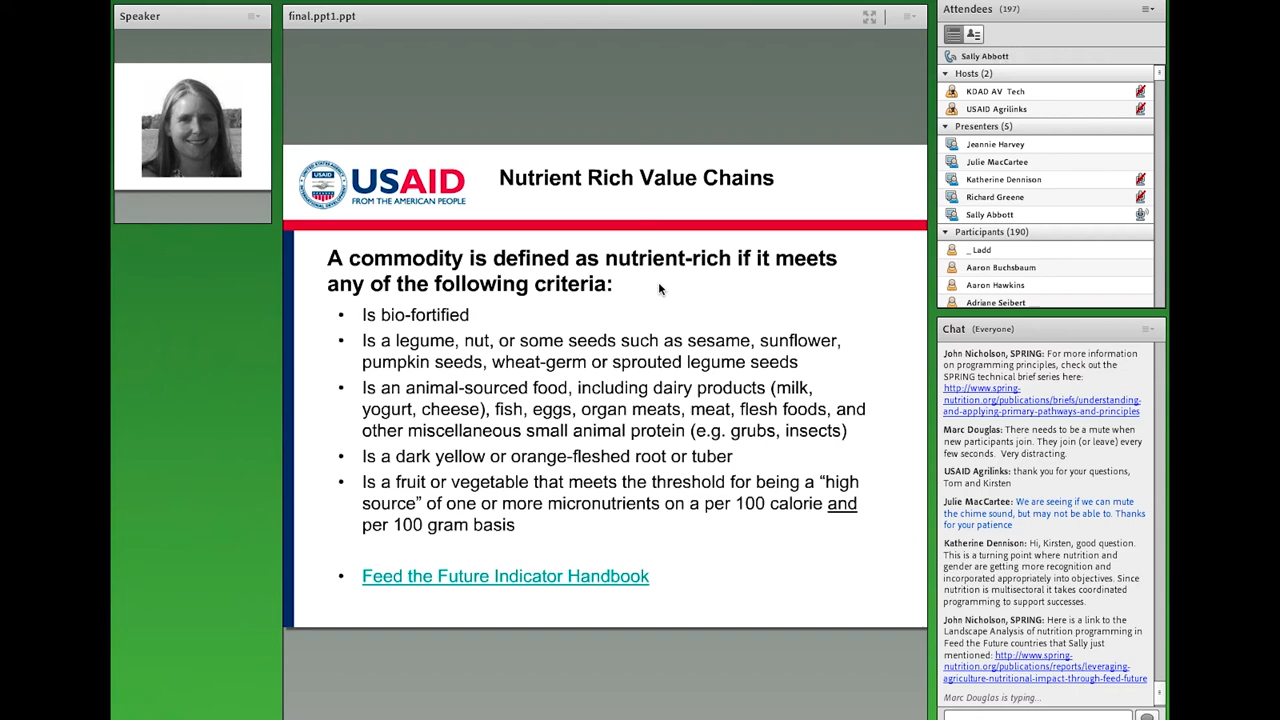 Speaker
final.ppt1.ppt
USAID
FROM THE AMERICAN PEOPLE
Nutrient Rich Value Chains
A commodity is defined as nutrient-rich if it meets
any of the following criteria:
• Is bio-fortified
• Is a legume, nut, or some seeds such as sesame, sunflower,
pumpkin seeds, wheat-germ or sprouted legume seeds
• Is an animal-sourced food, including dairy products (milk,
yogurt, cheese), fish, eggs, organ meats, meat, flesh foods, and
other miscellaneous small animal protein (e.g. grubs, insects)
• Is a dark yellow or orange-fleshed root or tuber
• Is a fruit or vegetable that meets the threshold for being a “high
source” of one or more micronutrients on a per 100 calorie and
per 100 gram basis
• Feed the Future Indicator Handbook
Attendees (197)
Sally Abbott
Hosts (2)
KDAD AV Tech
USAID Agrilinks
Presenters (5)
Jeannie Harvey
Julie MacCartee
Katherine Dennison
Richard Greene
Sally Abbott
Participants (190)
_ Ladd
Aaron Buchsbaum
Aaron Hawkins
Adriane Seibert
Chat (Everyone)
John Nicholson, SPRING: For more information
on programming principles, check out the
SPRING technical brief series here:
http://www.spring-
nutrition.org/publications/briefs/understanding-
and-applying-primary-pathways-and-principles
Marc Douglas: There needs to be a mute when
new participants join. They join (or leave) every
few seconds. Very distracting.
USAID Agrilinks: thank you for your questions,
Tom and Kirsten
Julie MacCartee: We are seeing if we can mute
the chime sound, but may not be able to. Thanks
for your patience
Katherine Dennison: Hi, Kirsten, good question.
This is a turning point where nutrition and
gender are getting more recognition and
incorporated appropriately into objectives. Since
nutrition is multisectoral it takes coordinated
programming to support successes.
John Nicholson, SPRING: Here is a link to the
Landscape Analysis of nutrition programming in
Feed the Future countries that Sally just
mentioned: http://www.spring-
nutrition.org/publications/reports/leveraging-
agriculture-nutritional-impact-through-feed-future
Marc Douglas is typing...